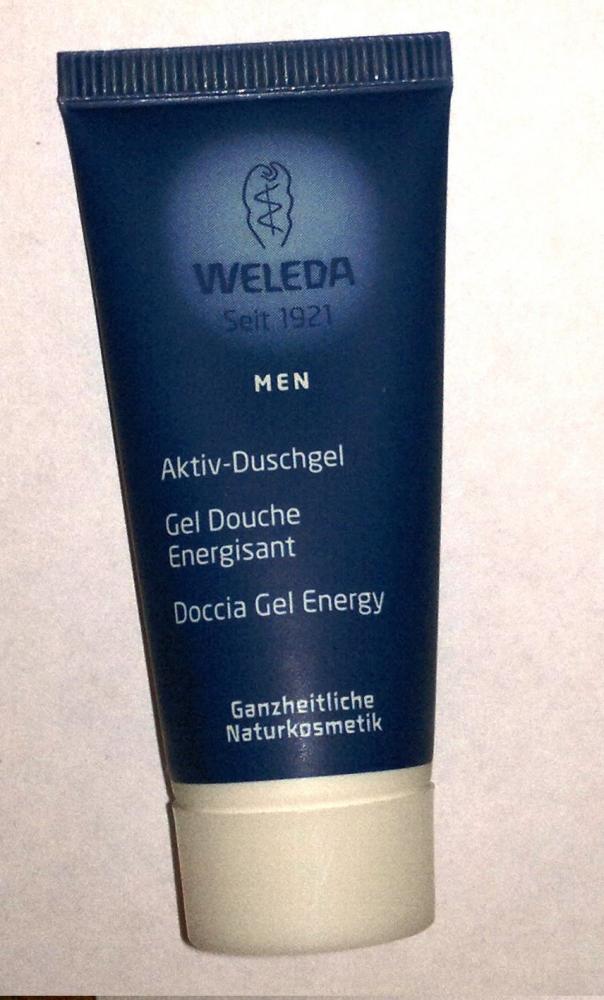 WELEDA
Seit 1921
MEN
Aktiv-Duschgel
Gel Douche
Energisant
Doccia Gel Energy
Ganzheitliche
Naturkosmetik